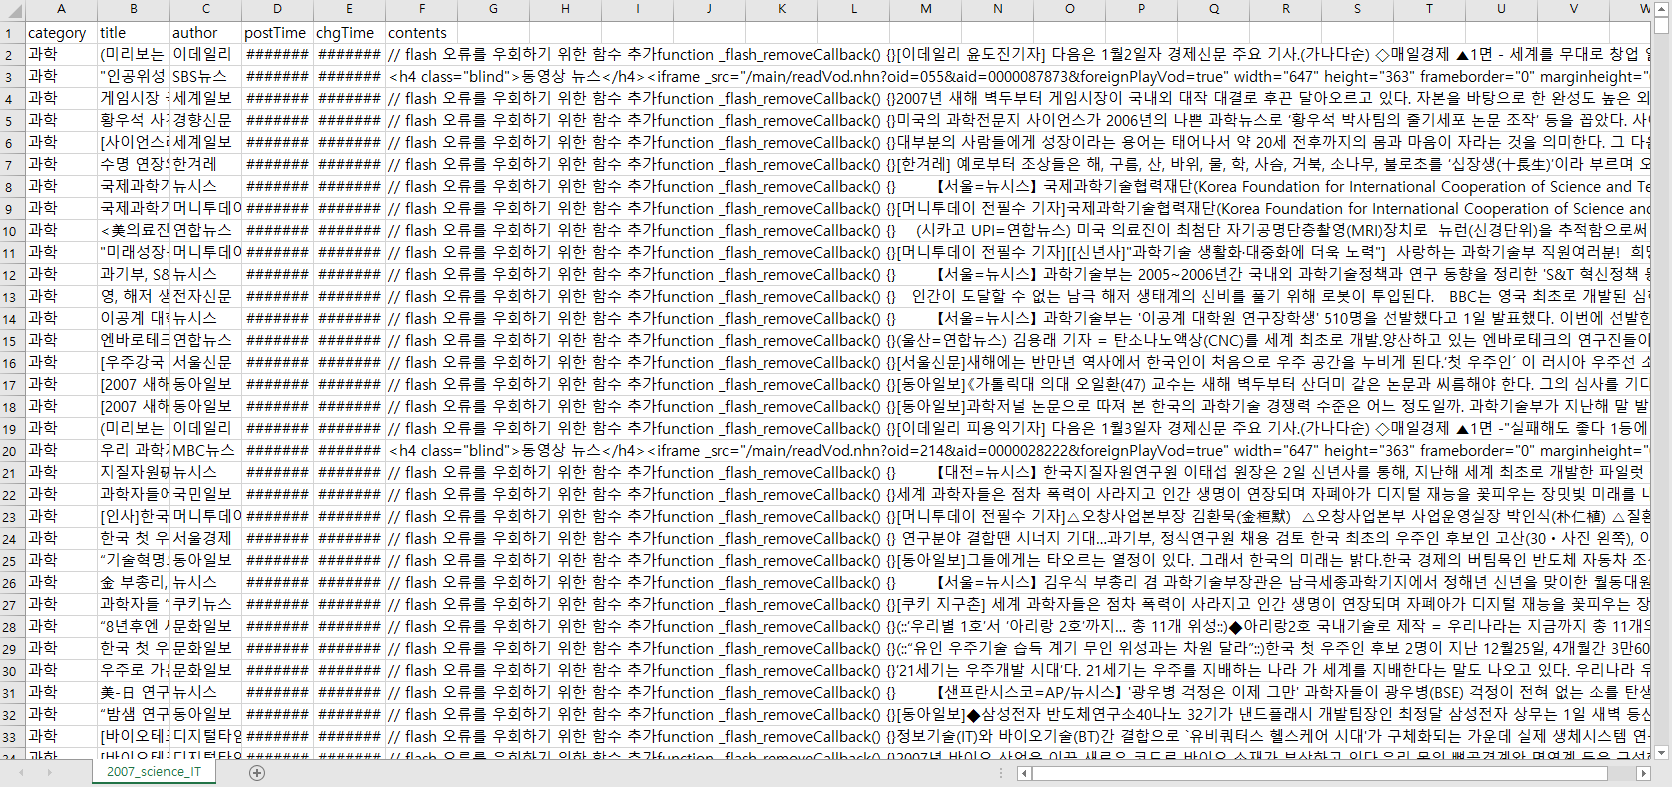 A B C D E F G H I J K L M N O P Q R S T U V W
1 category title author postTime chgTime contents
2 과학 (미리보는 이데일리 ####### ####### // flash 오류를 우회하기 위한 함수 추가function _flash_removeCallback() {}[이데일리 윤도진기자] 다음은 1월2일자 경제신문 주요 기사.(가나다순) ◇매일경제 ▲1면 - 세계를 무대로 창업
3 과학 "인공위성 SBS뉴스 ####### ####### <h4 class="blind">동영상 뉴스</h4><iframe _src="/main/readVod.nhn?oid=055&aid=0000087873&foreignPlayVod=true" width="647" height="363" frameborder="0" marginheight="
4 과학 게임시장 세계일보 ####### ####### // flash 오류를 우회하기 위한 함수 추가function _flash_removeCallback() {}2007년 새해 벽두부터 게임시장이 국내외 대작 대결로 후끈 달아오르고 있다. 자본을 바탕으로 한 완성도 높은 외
5 과학 황우석 사 경향신문 ####### ####### // flash 오류를 우회하기 위한 함수 추가function _flash_removeCallback() {}미국의 과학전문지 사이언스가 2006년의 나쁜 과학뉴스로 '황우석 박사팀의 줄기세포 논문 조작' 등을 꼽았다. 사
6 과학 [사이언스 세계일보 ####### ####### // flash 오류를 우회하기 위한 함수 추가function _flash_removeCallback() {}대부분의 사람들에게 성장이라는 용어는 태어나서 약 20세 전후까지의 몸과 마음이 자라는 것을 의미한다. 그 다
7 과학 수명 연장 한겨레 ####### ####### // flash 오류를 우회하기 위한 함수 추가function _flash_removeCallback() {}[한겨레] 예로부터 조상들은 해, 구름, 산, 바위, 물, 학, 사슴, 거북, 소나무, 불로초를 '십장생(十長生)'이라 부르며 오
8 과학 국제과학기 뉴시스 ####### ####### // flash 오류를 우회하기 위한 함수 추가function _flash_removeCallback() {} 【서울=뉴시스】국제과학기술협력재단(Korea Foundation for International Cooperation of Science and Te
9 과학 국제과학기 머니투데이 ####### ####### // flash 오류를 우회하기 위한 함수 추가function _flash_removeCallback() {}[머니투데이 전필수 기자]국제과학기술협력재단(Korea Foundation for International Cooperation of Science and
10 과학 <美의료진 연합뉴스 ####### ####### // flash 오류를 우회하기 위한 함수 추가function _flash_removeCallback() {} (시카고 UPI=연합뉴스) 미국 의료진이 최첨단 자기공명단층촬영(MRI)장치로 뉴런(신경단위)을 추적함으로써
11 과학 "미래성장 머니투데이 ####### ####### // flash 오류를 우회하기 위한 함수 추가function _flash_removeCallback() {}[머니투데이 전필수 기자][[신년사]"과학기술 생활화·대중화에 더욱 노력"] 사랑하는 과학기술부 직원여러분! 희망
12 과학 과기부, S& 뉴시스 ####### ####### // flash 오류를 우회하기 위한 함수 추가function _flash_removeCallback() {} 【서울=뉴시스】과학기술부는 2005~2006년간 국내외 과학기술정책과 연구 동향을 정리한 'S&T 혁신정책
13 과학 영, 해저 생 전자신문 ####### ####### // flash 오류를 우회하기 위한 함수 추가function _flash_removeCallback() {} 인간이 도달할 수 없는 남극 해저 생태계의 신비를 풀기 위해 로봇이 투입된다. BBC는 영국 최초로 개발된 심
14 과학 이공계 대 뉴시스 ####### ####### // flash 오류를 우회하기 위한 함수 추가function _flash_removeCallback() {} 【서울=뉴시스】과학기술부는 '이공계 대학원 연구장학생' 510명을 선발했다고 1일 발표했다. 이번에 선발한
15 과학 엔바로테크 연합뉴스 ####### ####### // flash 오류를 우회하기 위한 함수 추가function _flash_removeCallback() {}(울산=연합뉴스) 김용래 기자 = 탄소나노액상(CNC)를 세계 최초로 개발.양산하고 있는 엔바로테크의 연구진들이
16 과학 [우주강국 서울신문 ####### ####### // flash 오류를 우회하기 위한 함수 추가function _flash_removeCallback() {}[서울신문]새해에는 반만년 역사에서 한국인이 처음으로 우주 공간을 누비게 된다.'첫 우주인´ 이 러시아 우주선 소
17 과학 [2007 새해 동아일보 ####### ####### // flash 오류를 우회하기 위한 함수 추가function _flash_removeCallback() {}[동아일보]《가톨릭대 의대 오일환(47) 교수는 새해 벽두부터 산더미 같은 논문과 씨름해야 한다. 그의 심사를 기다
18 과학 [2007 새해 동아일보 ####### ####### // flash 오류를 우회하기 위한 함수 추가function _flash_removeCallback() {}[동아일보]과학저널 논문으로 따져 본 한국의 과학기술 경쟁력 수준은 어느 정도일까. 과학기술부가 지난해 말 발
19 과학 (미리보는 이데일리 ####### ####### // flash 오류를 우회하기 위한 함수 추가function _flash_removeCallback() {}[이데일리 피용익기자] 다음은 1월3일자 경제신문 주요 기사.(가나다순) ◇매일경제 ▲1면 -"실패해도 좋다 1등에
20 과학 우리 과학 MBC뉴스 ####### ####### <h4 class="blind">동영상 뉴스</h4><iframe _src="/main/readVod.nhn?oid=214&aid=0000028222&foreignPlayVod=true" width="647" height="363" frameborder="0" marginheight="
21 과학 지질자원연 뉴시스 ####### ####### // flash 오류를 우회하기 위한 함수 추가function _flash_removeCallback() {} 【대전=뉴시스】한국지질자원연구원 이태섭 원장은 2일 신년사를 통해, 지난해 세계 최초로 개발한 파일럿
22 과학 과학자들이 국민일보 ####### ####### // flash 오류를 우회하기 위한 함수 추가function _flash_removeCallback() {}세계 과학자들은 점차 폭력이 사라지고 인간 생명이 연장되며 자폐아가 디지털 재능을 꽃피우는 장밋빛 미래를 내
23 과학 [인사]한국 머니투데이 ####### ####### // flash 오류를 우회하기 위한 함수 추가function _flash_removeCallback() {}[머니투데이 전필수 기자]△오창사업본부장 김환묵(金桓默) △오창사업본부 사업운영실장 박인식(朴仁植) △질환
24 과학 한국 첫 우 서울경제 ####### ####### // flash 오류를 우회하기 위한 함수 추가function _flash_removeCallback() {} 연구분야 결합땐 시너지 기대...과기부, 정식연구원 채용 검토 한국 최초의 우주인 후보인 고산(30·사진 왼쪽), 이
25 과학 “기술혁명 동아일보 ####### ####### // flash 오류를 우회하기 위한 함수 추가function _flash_removeCallback() {}[동아일보]그들에게는 타오르는 열정이 있다. 그래서 한국의 미래는 밝다.한국 경제의 버팀목인 반도체 자동차 조선
26 과학 金 부총리, 뉴시스 ####### ####### // flash 오류를 우회하기 위한 함수 추가function _flash_removeCallback() {} 【서울=뉴시스】김우식 부총리 겸 과학기술부장관은 남극세종과학기지에서 정해년 신년을 맞이한 월동대원
27 과학 과학자들 “ 쿠키뉴스 ####### ####### // flash 오류를 우회하기 위한 함수 추가function _flash_removeCallback() {}[쿠키 지구촌] 세계 과학자들은 점차 폭력이 사라지고 인간 생명이 연장되며 자폐아가 디지털 재능을 꽃피우는 장
28 과학 “8년후엔 문화일보 ####### ####### // flash 오류를 우회하기 위한 함수 추가function _flash_removeCallback() {}(::'우리별 1호'서 '아리랑 2호'까지... 총 11개 위성::)◆아리랑2호 국내기술로 제작 = 우리나라는 지금까지 총 11개의
29 과학 한국 첫 우 문화일보 ####### ####### // flash 오류를 우회하기 위한 함수 추가function _flash_removeCallback() {}(::“유인 우주기술 습득 계기 무인 위성과는 차원 달라”::)한국 첫 우주인 후보 2명이 지난 12월25일, 4개월간 3만60
30 과학 우주로 가 문화일보 ####### ####### // flash 오류를 우회하기 위한 함수 추가function _flash_removeCallback() {}'21세기는 우주개발 시대'다. 21세기는 우주를 지배하는 나라 가 세계를 지배한다는 말도 나오고 있다. 우리나라 우
31 과학 美-日 연구 뉴시스 ####### ####### // flash 오류를 우회하기 위한 함수 추가function _flash_removeCallback() {} 【샌프란시스코=AP/뉴시스】'광우병 걱정은 이제 그만' 과학자들이 광우병(BSE) 걱정이 전혀 없는 소를 탄생
32 과학 “밤샘 연구 동아일보 ####### ####### // flash 오류를 우회하기 위한 함수 추가function _flash_removeCallback() {}[동아일보]◆삼성전자 반도체연구소40나노 32기가 낸드플래시 개발팀장인 최정달 삼성전자 상무는 1일 새벽 등산
33 과학 [바이오테크 디지털타임 ####### ####### // flash 오류를 우회하기 위한 함수 추가function _flash_removeCallback() {}정보기술(IT)와 바이오기술(BT)간 결합으로 `유비쿼터스 헬스케어 시대'가 구체화되는 가운데 실제 생체시스템 연
34 과학 [바이오테크 디지털타임 ####### ####### // flash 오류를 우회하기 위한 함수 추가function _flash_removeCallback() {}2007년 바이오 산업을 이끌 새로운 코드로 바이오 소재가 부상하고 있다.우리 몸의 뼈골격계와 면역계 등을 구성하
2007_science_IT